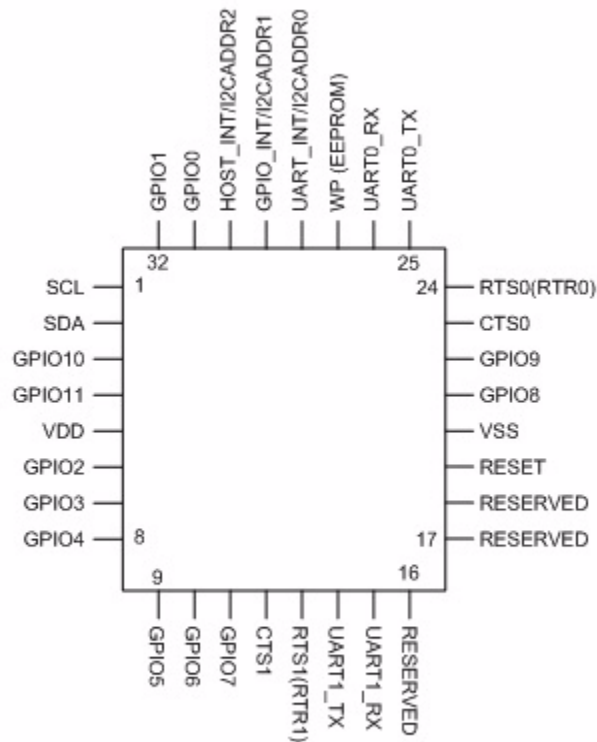 GPIO1
GPIO0
HOST_INT/I2CADDR2
GPIO_INT/I2CADDR1
UART_INT/I2CADDR0
WP (EEPROM)
UART0_RX
UART0_TX
32
25
SCL
1
24
RTS0(RTR0)
SDA
CTS0
GPIO10
GPIO9
GPIO11
GPIO8
VDD
VSS
GPIO2
RESET
GPIO3
RESERVED
GPIO4
8
17
RESERVED
9
16
GPIO5
GPIO6
GPIO7
CTS1
RTS1(RTR1)
UART1_TX
UART1_RX
RESERVED